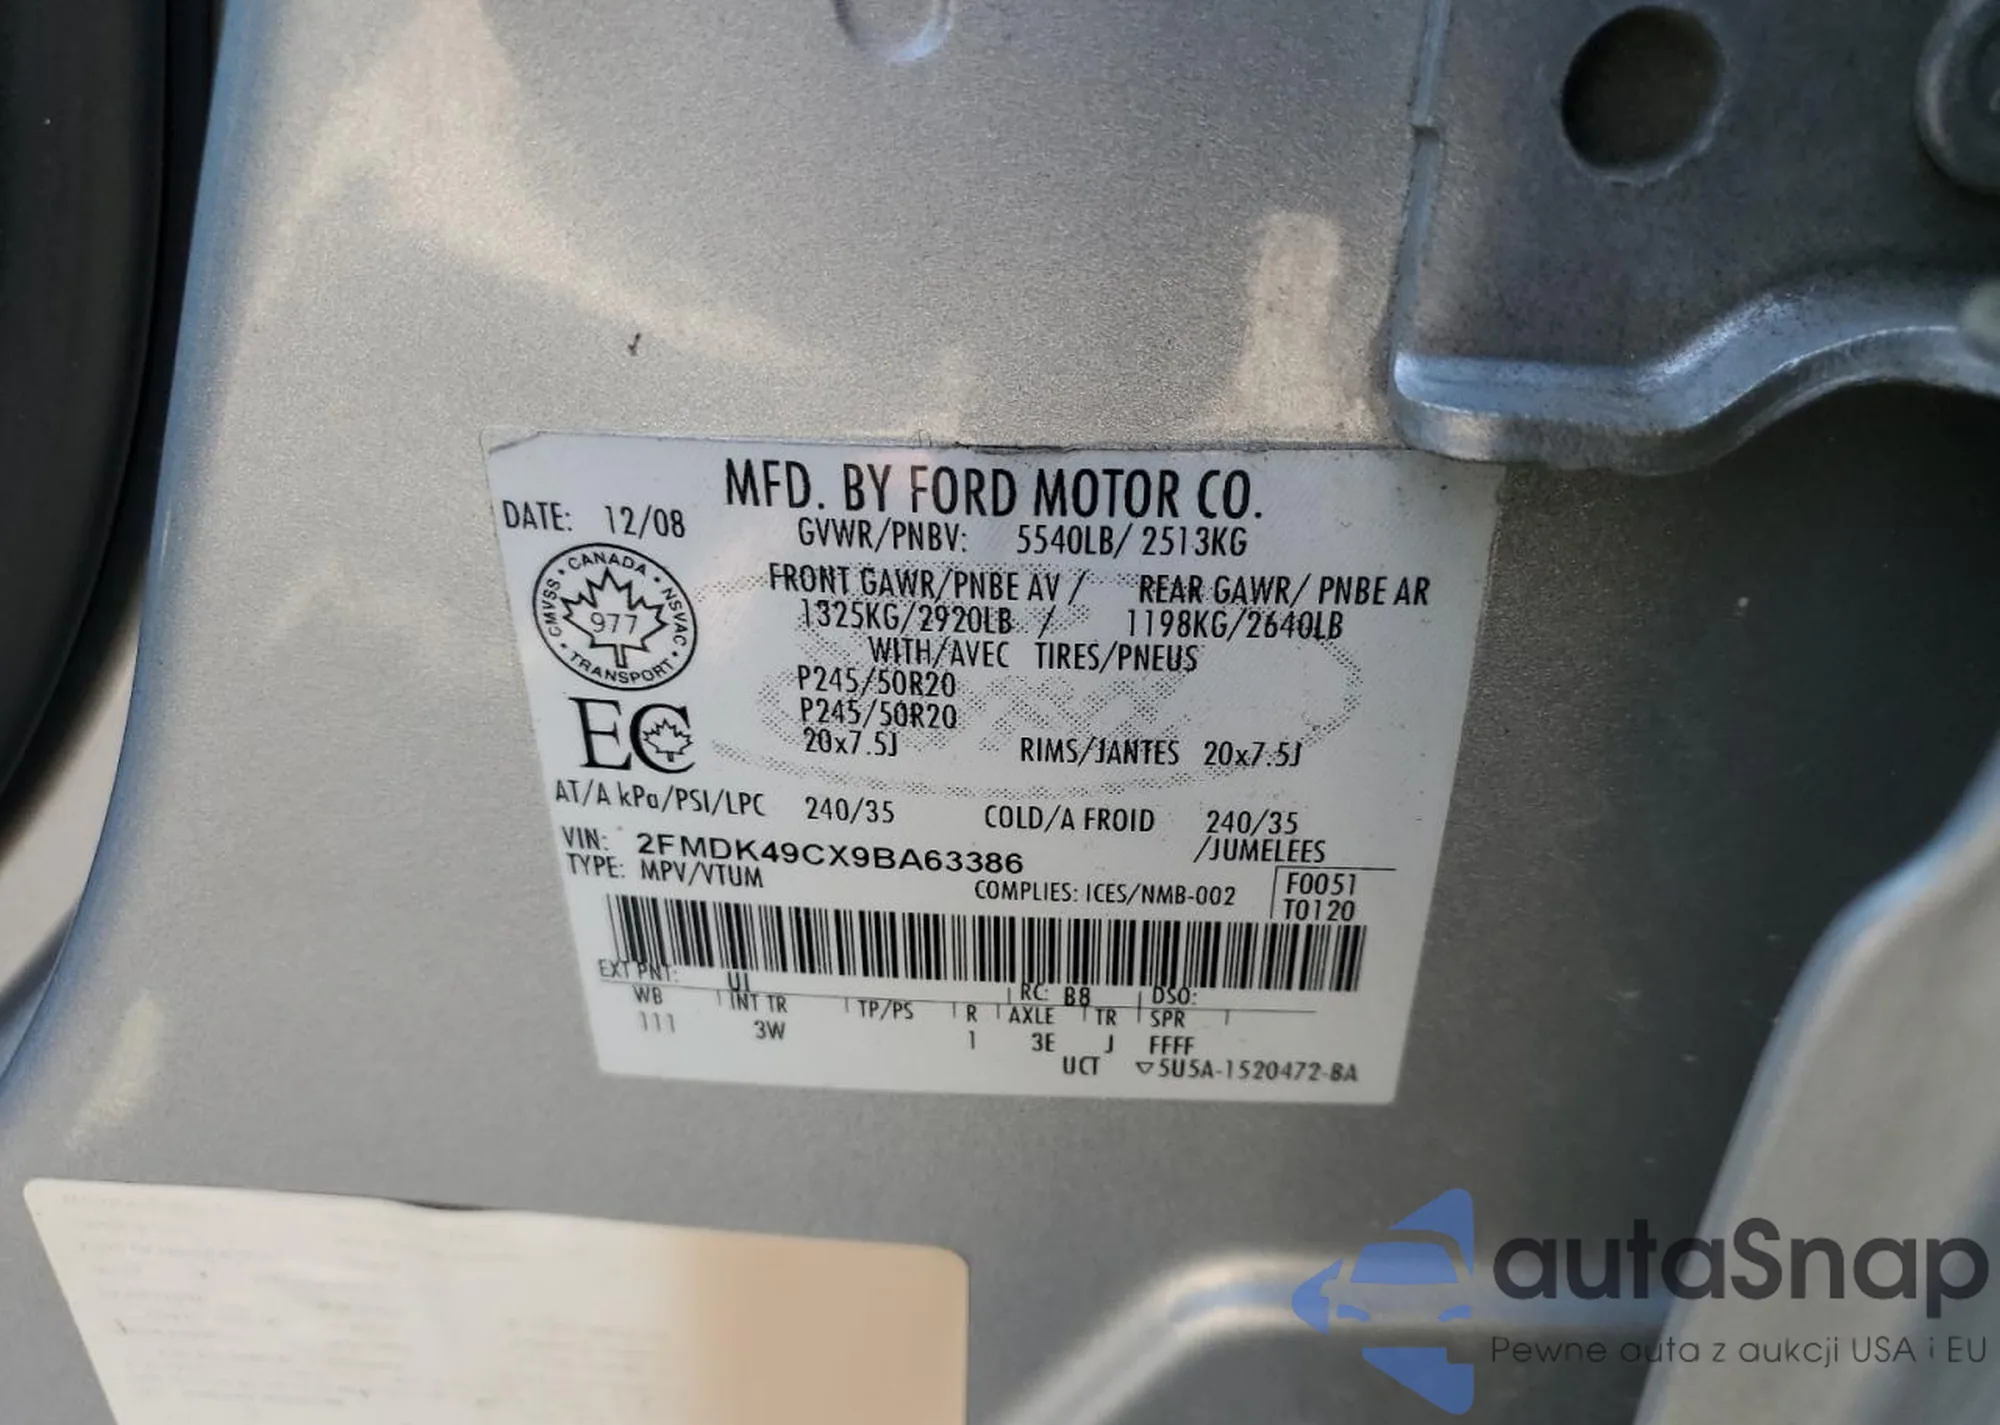 MFD. BY FORD MOTOR CO.
DATE: 12/08
GVWR/PNBV: 5540LB/ 2513KG
FRONT GAWR/PNBE AV / REAR GAWR/ PNBE AR
1325KG/2920LB / 1198KG/2640LB
WITH/AVEC TIRES/PNEUS
P245/50R20
P245/50R20
20x7.5J RIMS/JANTES 20x7.5J
CANADA
CMVSS 977 NSVAC
TRANSPORT
EC
AT/A kPa/PSI/LPC 240/35 COLD/A FROID 240/35
VIN: 2FMDK49CX9BA63386 /JUMELEES
TYPE: MPV/VTUM
COMPLIES: ICES/NMB-002 F0051
T0120
EXT PNT: UI RC: B8 DSO:
WB INT TR TP/PS R AXLE TR SPR
111 3W 1 3E J FFFF
UCT ▽5U5A-1520472-BA
autaSnap
Pewne auta z aukcji USA i EU